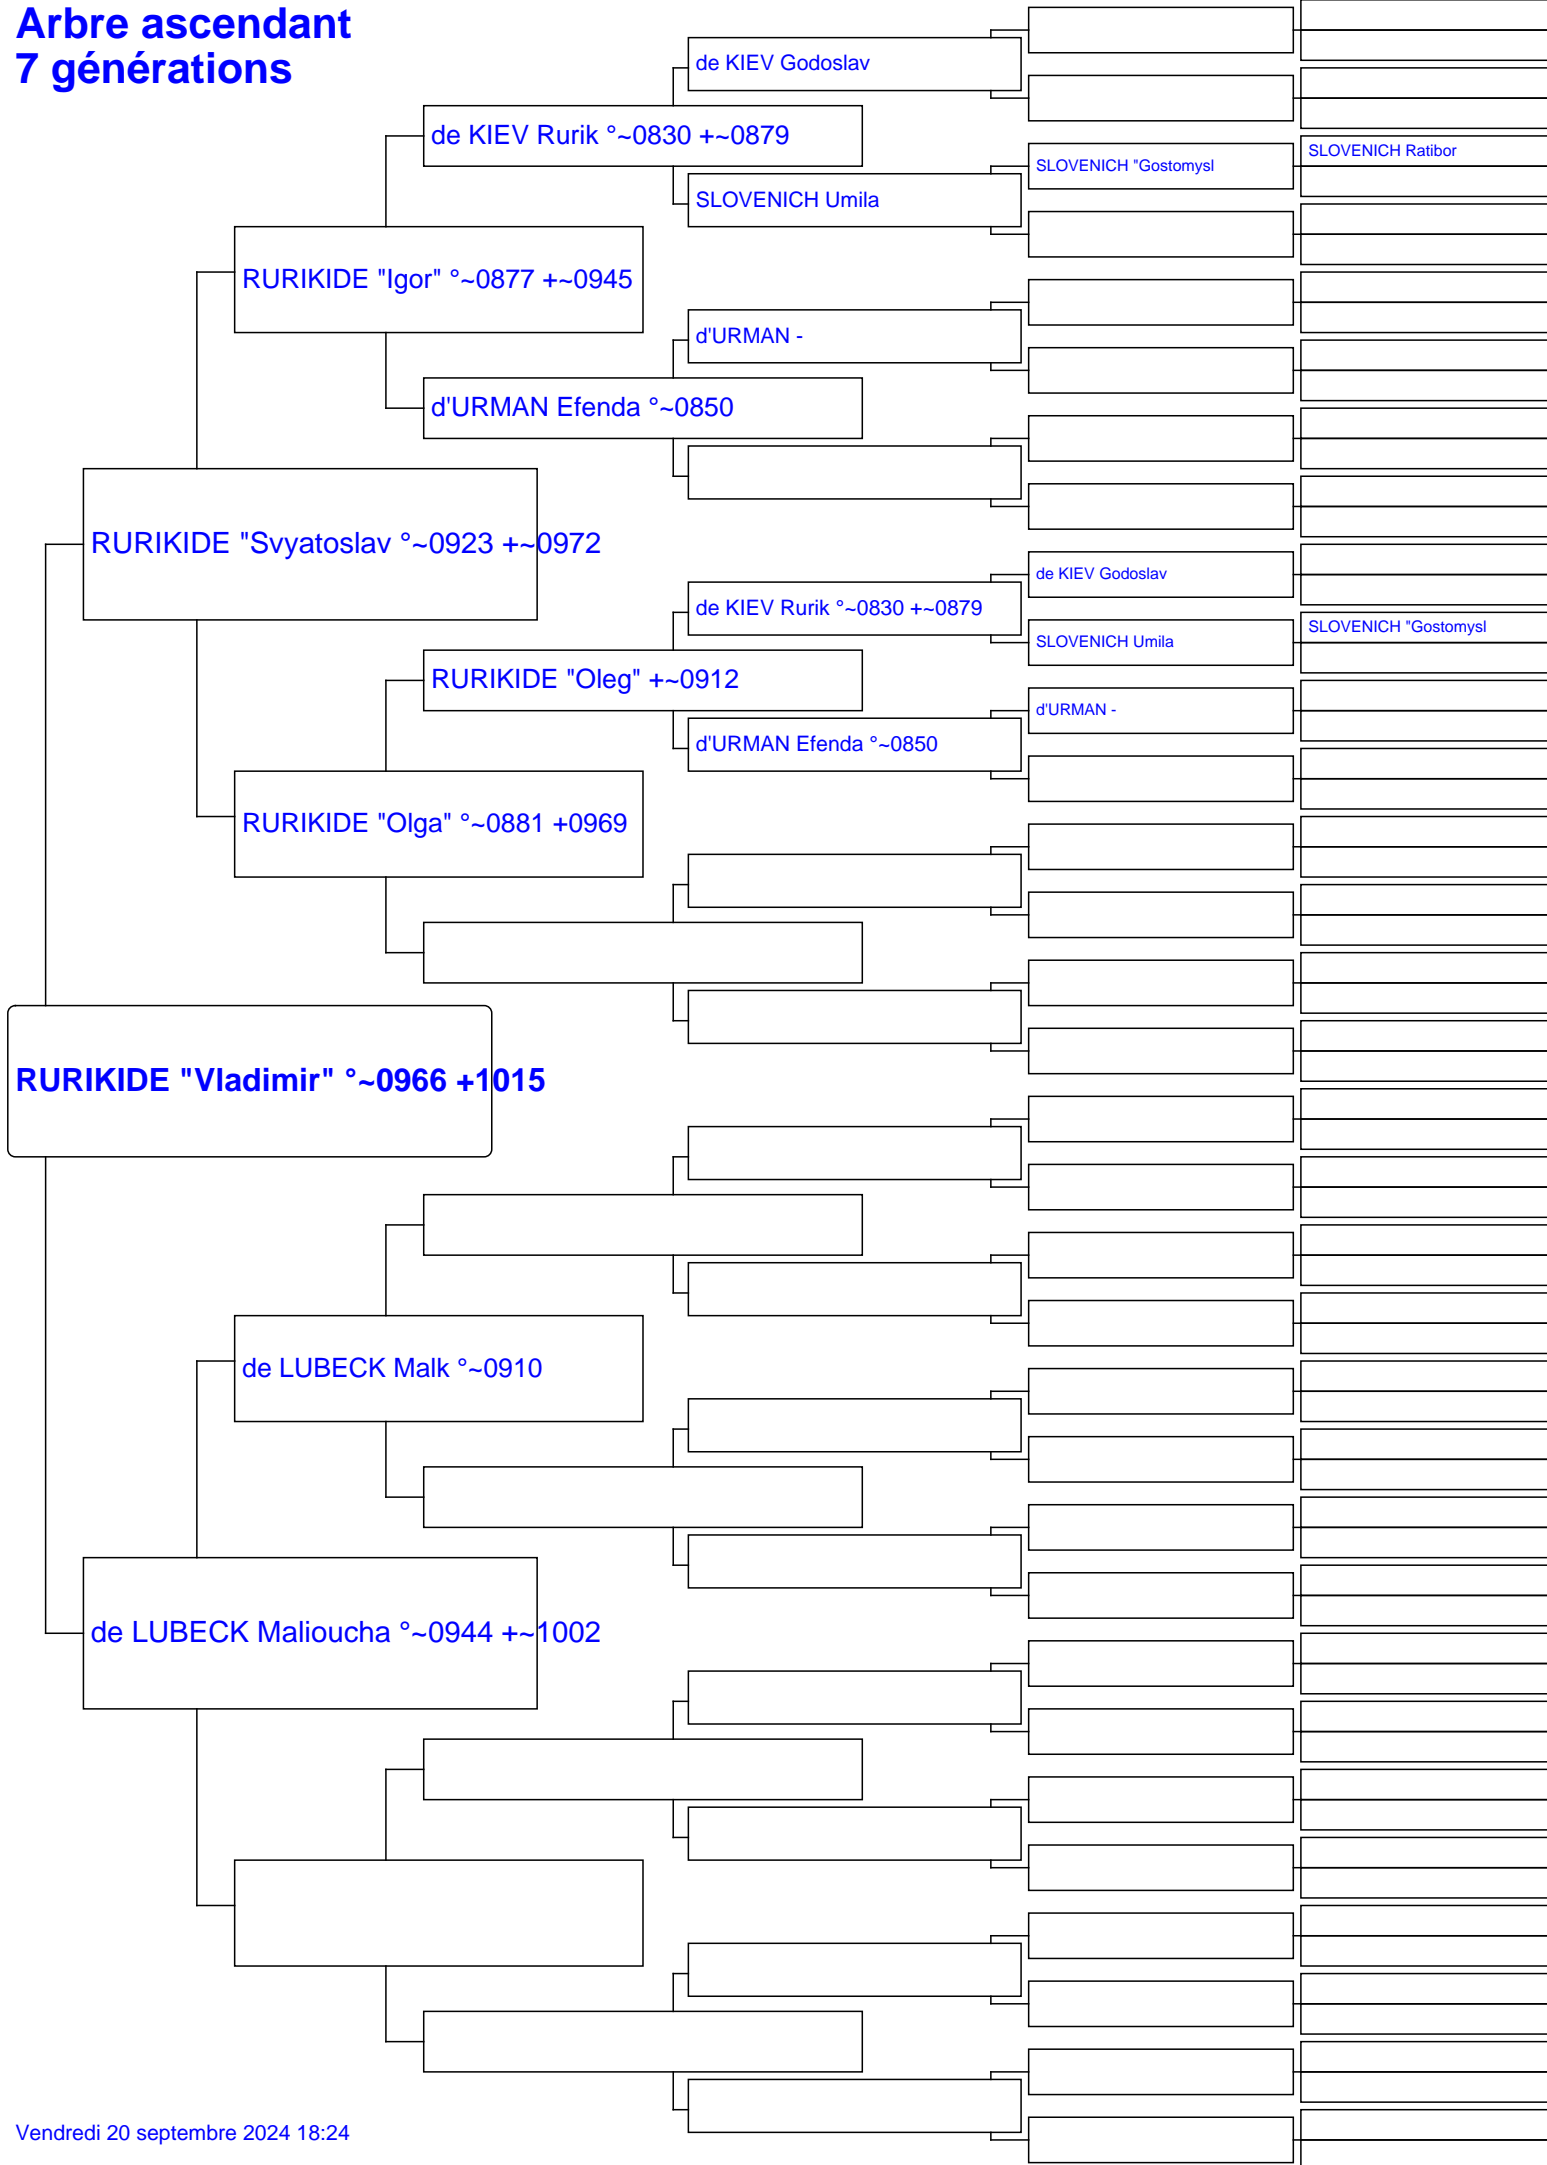 Arbre ascendant
7 générations
de KIEV Godoslav
de KIEV Rurik °~0830 +~0879
SLOVENICH "Gostomysl
SLOVENICH Ratibor
SLOVENICH Umila
RURIKIDE "Igor" °~0877 +~0945
d'URMAN -
d'URMAN Efenda °~0850
RURIKIDE "Svyatoslav °~0923 +~0972
de KIEV Godoslav
de KIEV Rurik °~0830 +~0879
SLOVENICH "Gostomysl
SLOVENICH Umila
RURIKIDE "Oleg" +~0912
d'URMAN -
d'URMAN Efenda °~0850
RURIKIDE "Olga" °~0881 +0969
RURIKIDE "Vladimir" °~0966 +1015
de LUBECK Malk °~0910
de LUBECK Malioucha °~0944 +~1002
Vendredi 20 septembre 2024 18:24